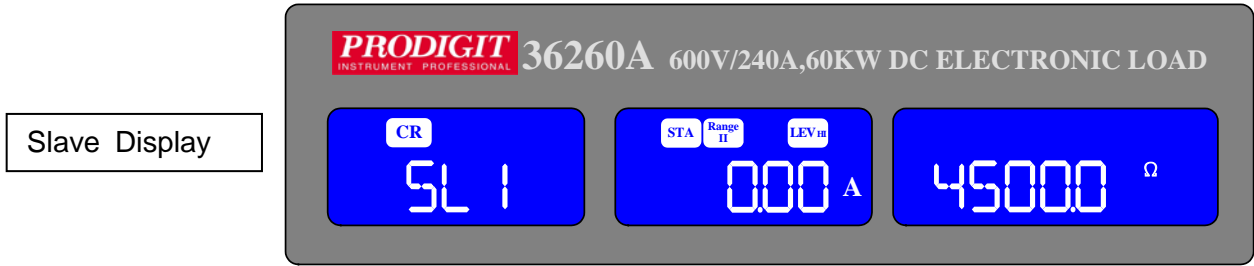 Slave Display
PRODIGIT 36260A 600V/240A,60KW DC ELECTRONIC LOAD
INSTRUMENT PROFESSIONAL
CR
STA Range II LEV HI
SL 1
0.00 A
4500.0 Ω